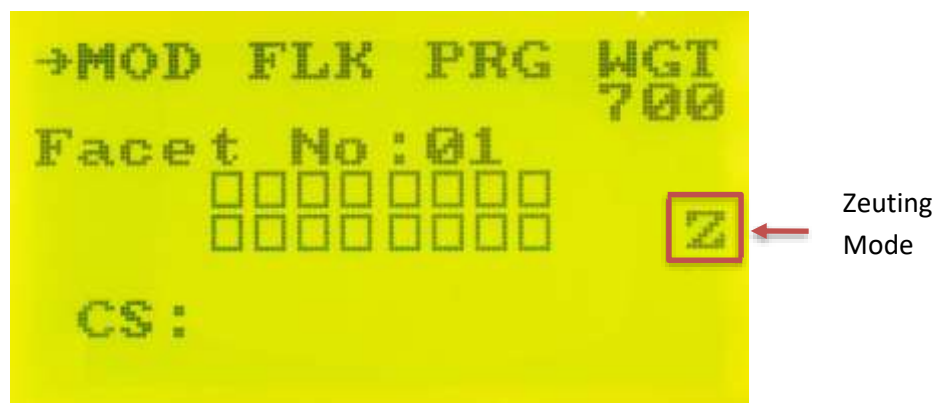 →MOD FLK PRG WGT
700
Facet No:01
□□□□ □□□□
□□□□ □□□□ Z
Zeuting
Mode
CS: